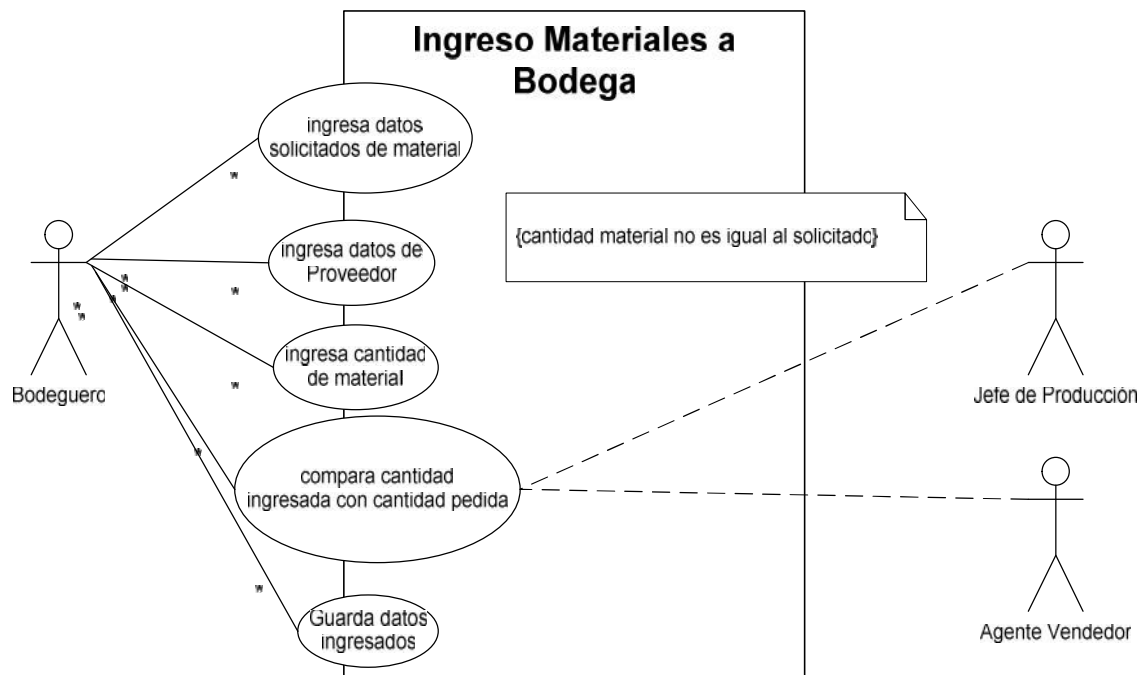 Ingreso Materiales a
Bodega
ingresa datos
solicitados de material
{cantidad material no es igual al solicitado}
ingresa datos de
Proveedor
ingresa cantidad
de material
Bodeguero
Jefe de Producción
compara cantidad
ingresada con cantidad pedida
Guarda datos
ingresados
Agente Vendedor